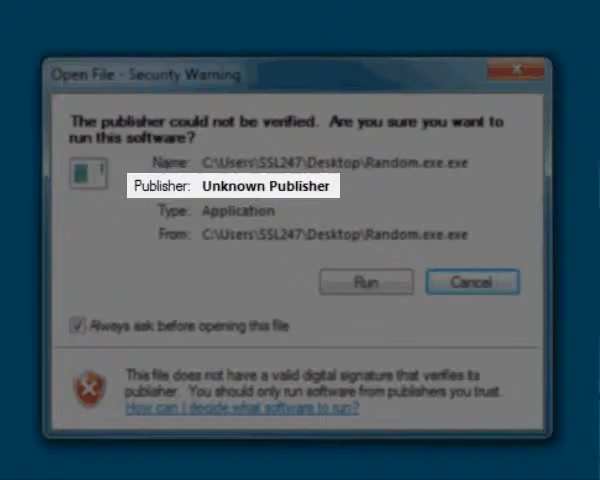 Open File - Security Warning
The publisher could not be verified. Are you sure you want to
run this software?
Name: C:\Users\SSL247\Desktop\Random.exe.exe
Publisher: Unknown Publisher
Type: Application
From: C:\Users\SSL247\Desktop\Random.exe.exe
Run Cancel
Always ask before opening this file
This file does not have a valid digital signature that verifies its
publisher. You should only run software from publishers you trust.
How can I decide what software to run?